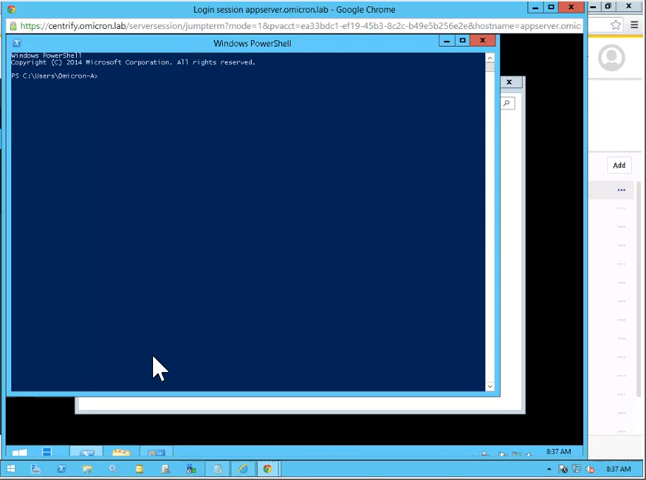 Login session appserver.omicron.lab - Google Chrome
https://centrify.omicron.lab/serversession/jumpterm?mode=1&pvacct=ea33bdc1-ef19-45b3-8c2c-b49e5b256e2e&hostname=appserver.omic
Windows PowerShell
Windows PowerShell
Copyright (C) 2014 Microsoft Corporation. All rights reserved.
PS C:\Users\Omicron-A>
Add
8:37 AM
8:37 AM